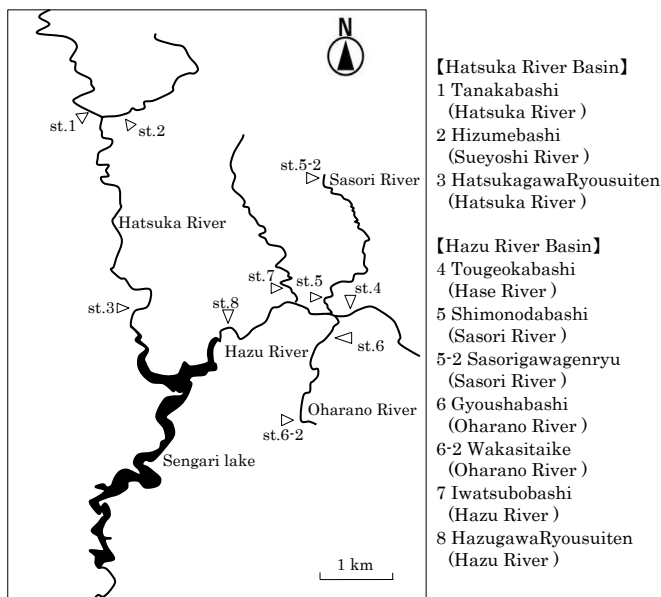 N
st.1
st.2
st.5-2
Sasori River
Hatsuka River
st.7
st.5
st.4
st.3
st.8
Hazu River
st.6
Oharano River
st.6-2
Sengari lake
1 km
【Hatsuka River Basin】
1 Tanakabashi
(Hatsuka River )
2 Hizumebashi
(Sueyoshi River )
3 HatsukagawaRyousuiten
(Hatsuka River )
【Hazu River Basin】
4 Tougeokabashi
(Hase River )
5 Shimonodabashi
(Sasori River )
5-2 Sasorigawagenryu
(Sasori River )
6 Gyoushabashi
(Oharano River )
6-2 Wakasitaike
(Oharano River )
7 Iwatsubobashi
(Hazu River )
8 HazugawaRyousuiten
(Hazu River )